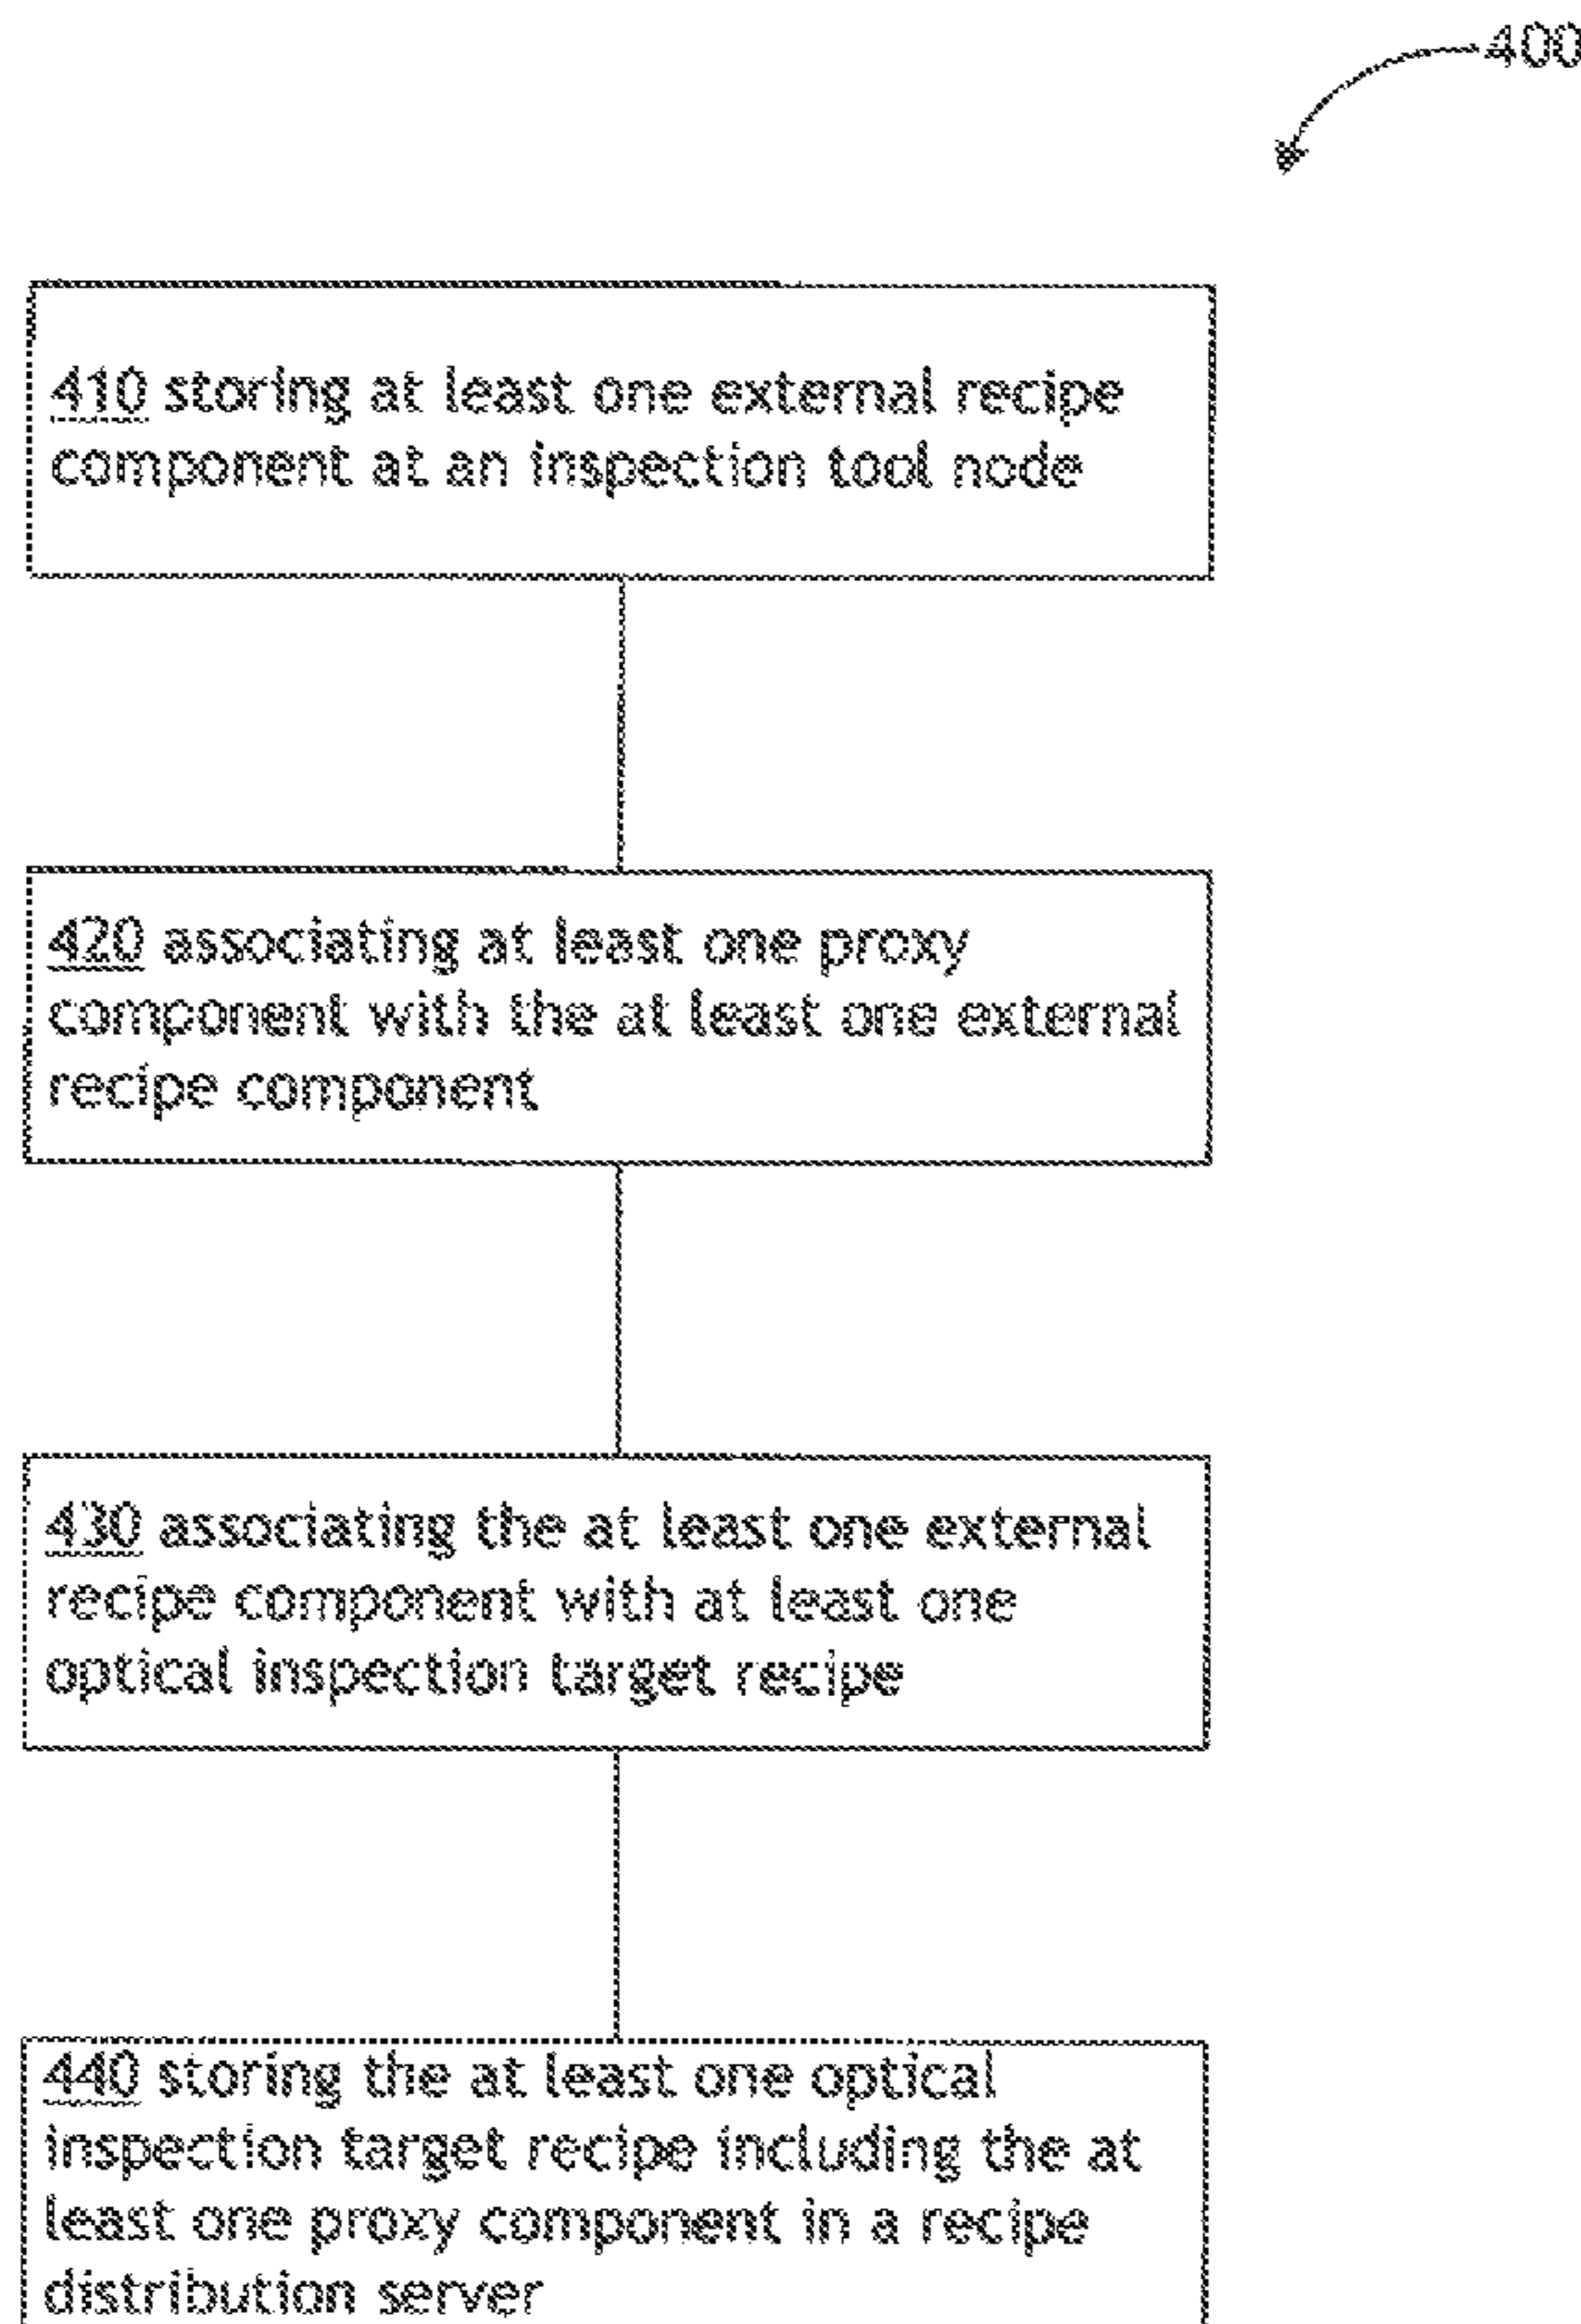 400
410 storing at least one external recipe
component at an inspection tool node
420 associating at least one proxy
component with the at least one external
recipe component
430 associating the at least one external
recipe component with at least one
optical inspection target recipe
440 storing the at least one optical
inspection target recipe including the at
least one proxy component in a recipe
distribution server